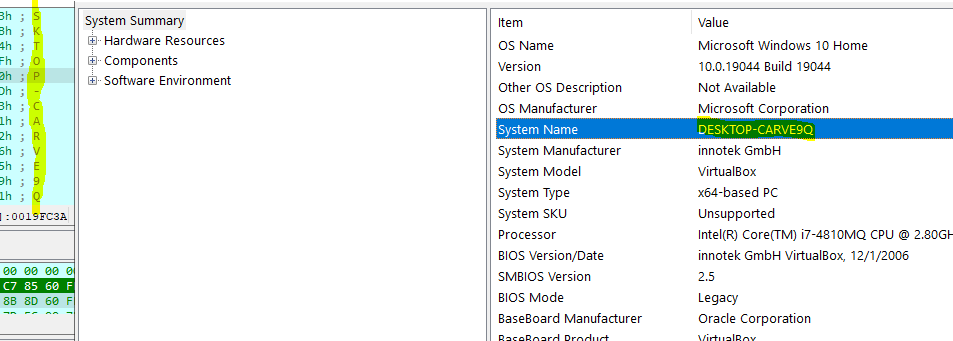 3h ; S
3h ; K
4h ; T
Fh ; O
0h ; P
0h ; -
3h ; C
1h ; A
2h ; R
6h ; V
5h ; E
9h ; 9
1h ; Q
]:0019FC3A
00 00 00 0
C7 85 60 F
8B 8D 60 F
System Summary
Hardware Resources
Components
Software Environment
Item Value
OS Name Microsoft Windows 10 Home
Version 10.0.19044 Build 19044
Other OS Description Not Available
OS Manufacturer Microsoft Corporation
System Name DESKTOP-CARVE9Q
System Manufacturer innotek GmbH
System Model VirtualBox
System Type x64-based PC
System SKU Unsupported
Processor Intel(R) Core(TM) i7-4810MQ CPU @ 2.80GH
BIOS Version/Date innotek GmbH VirtualBox, 12/1/2006
SMBIOS Version 2.5
BIOS Mode Legacy
BaseBoard Manufacturer Oracle Corporation
BaseBoard Product VirtualBox